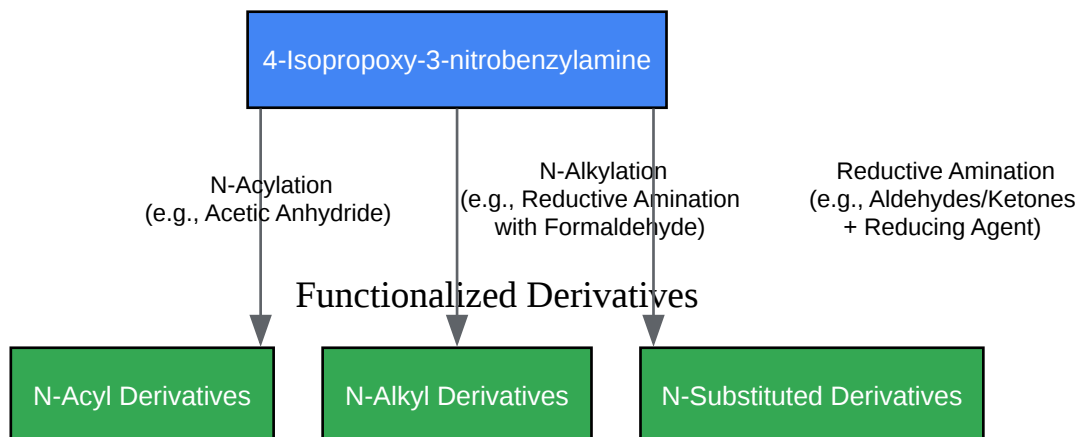 4-Isopropoxy-3-nitrobenzylamine
N-Acylation
(e.g., Acetic Anhydride)
N-Alkylation
(e.g., Reductive Amination
with Formaldehyde)
Reductive Amination
(e.g., Aldehydes/Ketones
+ Reducing Agent)
Functionalized Derivatives
N-Acyl Derivatives
N-Alkyl Derivatives
N-Substituted Derivatives